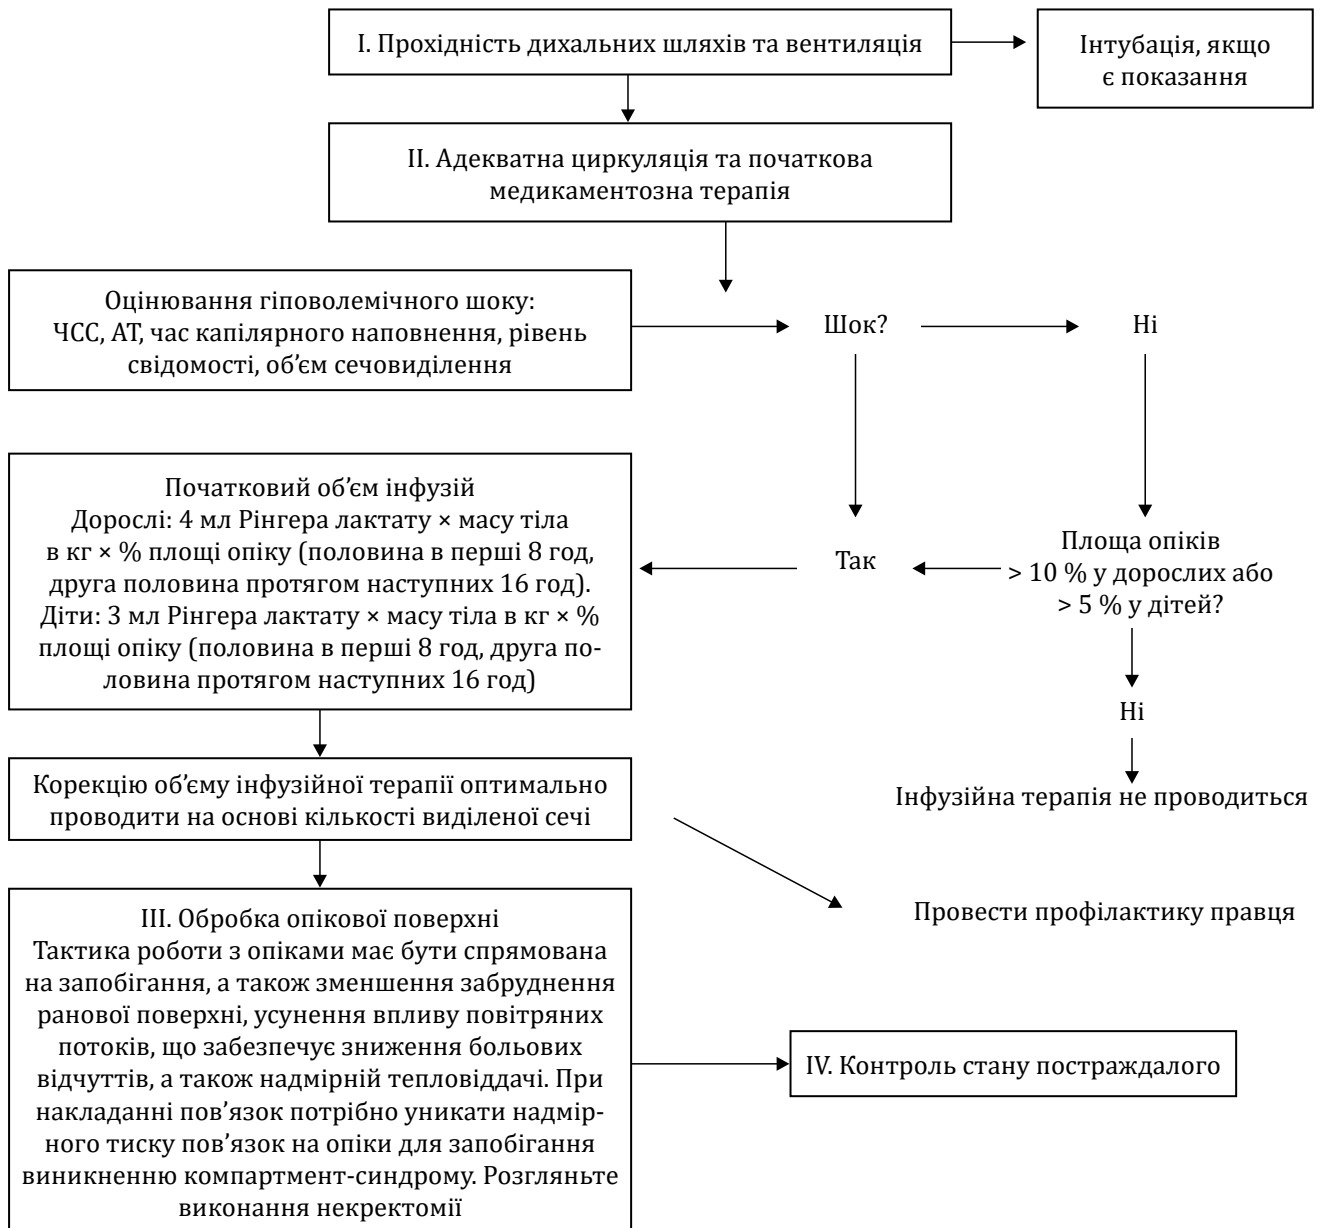 І. Прохідність дихальних шляхів та вентиляція
Інтубація, якщо
є показання
ІІ. Адекватна циркуляція та початкова
медикаментозна терапія
Оцінювання гіповолемічного шоку:
ЧСС, АТ, час капілярного наповнення, рівень
свідомості, об’єм сечовиділення
Шок?
Ні
Початковий об’єм інфузій
Дорослі: 4 мл Рінгера лактату × масу тіла
в кг × % площі опіку (половина в перші 8 год,
друга половина протягом наступних 16 год).
Діти: 3 мл Рінгера лактату × масу тіла в кг × %
площі опіку (половина в перші 8 год, друга по-
ловина протягом наступних 16 год)
Так
Площа опіків
> 10 % у дорослих або
> 5 % у дітей?
Ні
Інфузійна терапія не проводиться
Корекцію об’єму інфузійної терапії оптимально
проводити на основі кількості виділеної сечі
Провести профілактику правця
ІІІ. Обробка опікової поверхні
Тактика роботи з опіками має бути спрямована
на запобігання, а також зменшення забруднення
ранової поверхні, усунення впливу повітряних
потоків, що забезпечує зниження больових
відчуттів, а також надмірній тепловіддачі. При
накладанні пов’язок потрібно уникати надмір-
ного тиску пов’язок на опіки для запобігання
виникненню компартмент-синдрому. Розгляньте
виконання некректомії
IV. Контроль стану постраждалого